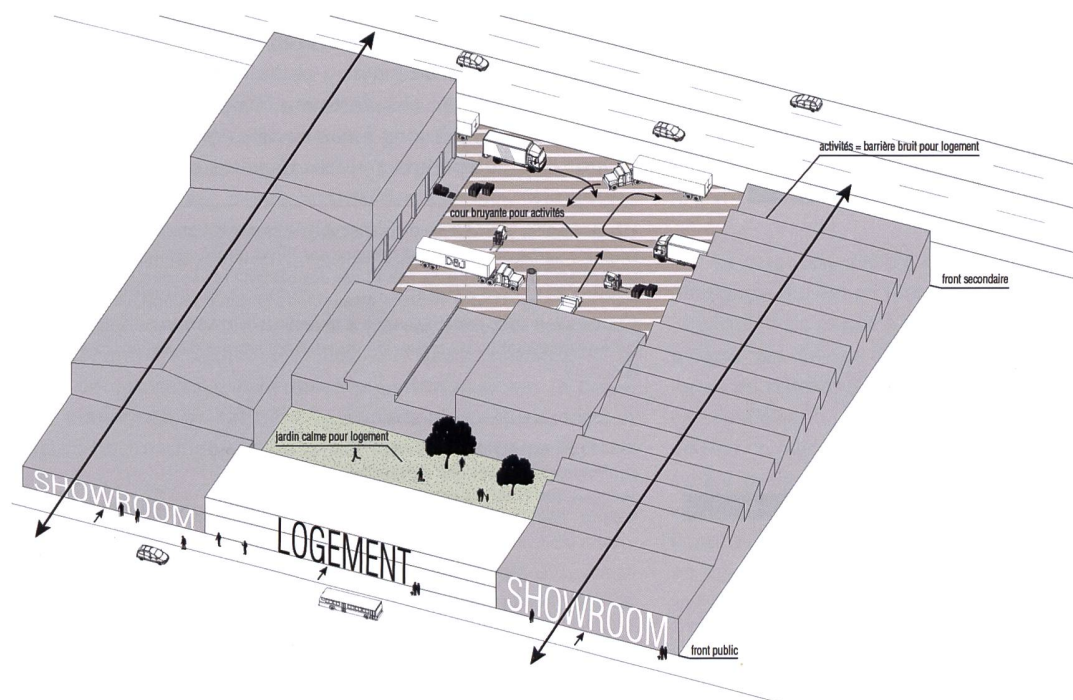 activités = barrière bruit pour logement
cour bruyante pour activités
D&J
front secondaire
jardin calme pour logement
SHOWROOM
LOGEMENT
SHOWROOM
front public